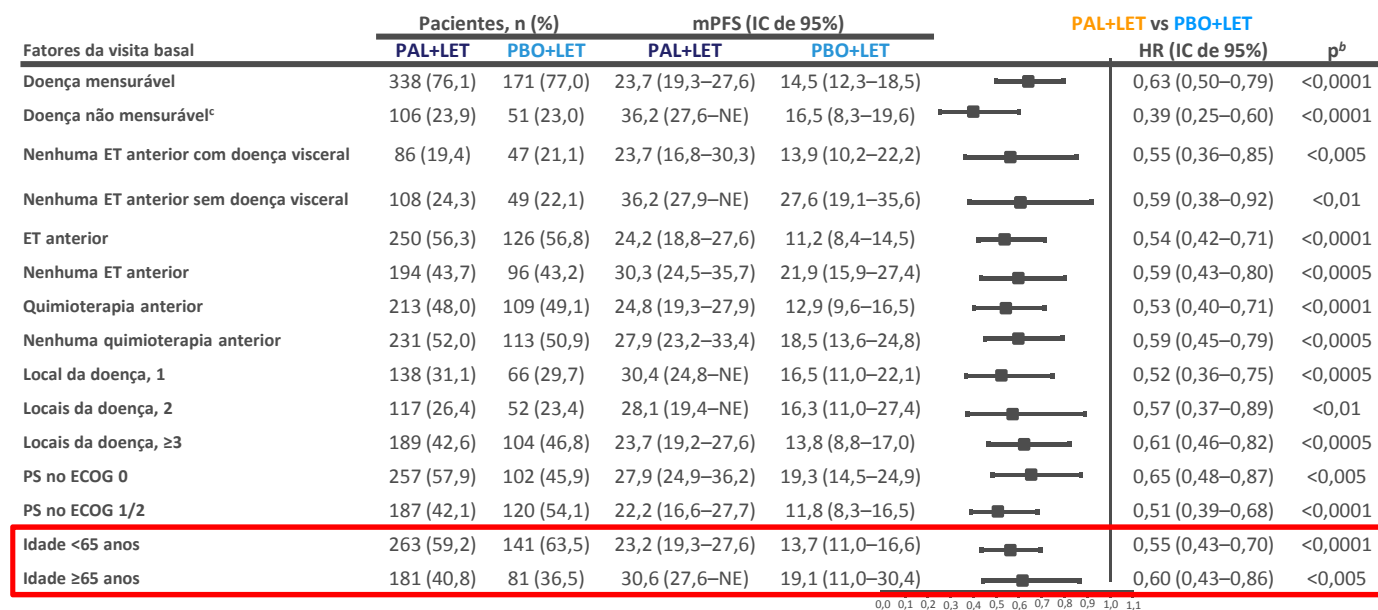 Pacientes, n (%) mPFS (IC de 95%) PAL+LET vs PBO+LET
Fatores da visita basal PAL+LET PBO+LET PAL+LET PBO+LET HR (IC de 95%) pᵇ
Doença mensurável 338 (76,1) 171 (77,0) 23,7 (19,3–27,6) 14,5 (12,3–18,5) 0,63 (0,50–0,79) <0,0001
Doença não mensurávelᶜ 106 (23,9) 51 (23,0) 36,2 (27,6–NE) 16,5 (8,3–19,6) 0,39 (0,25–0,60) <0,0001
Nenhuma ET anterior com doença visceral 86 (19,4) 47 (21,1) 23,7 (16,8–30,3) 13,9 (10,2–22,2) 0,55 (0,36–0,85) <0,005
Nenhuma ET anterior sem doença visceral 108 (24,3) 49 (22,1) 36,2 (27,9–NE) 27,6 (19,1–35,6) 0,59 (0,38–0,92) <0,01
ET anterior 250 (56,3) 126 (56,8) 24,2 (18,8–27,6) 11,2 (8,4–14,5) 0,54 (0,42–0,71) <0,0001
Nenhuma ET anterior 194 (43,7) 96 (43,2) 30,3 (24,5–35,7) 21,9 (15,9–27,4) 0,59 (0,43–0,80) <0,0005
Quimioterapia anterior 213 (48,0) 109 (49,1) 24,8 (19,3–27,9) 12,9 (9,6–16,5) 0,53 (0,40–0,71) <0,0001
Nenhuma quimioterapia anterior 231 (52,0) 113 (50,9) 27,9 (23,2–33,4) 18,5 (13,6–24,8) 0,59 (0,45–0,79) <0,0005
Local da doença, 1 138 (31,1) 66 (29,7) 30,4 (24,8–NE) 16,5 (11,0–22,1) 0,52 (0,36–0,75) <0,0005
Locais da doença, 2 117 (26,4) 52 (23,4) 28,1 (19,4–NE) 16,3 (11,0–27,4) 0,57 (0,37–0,89) <0,01
Locais da doença, ≥3 189 (42,6) 104 (46,8) 23,7 (19,2–27,6) 13,8 (8,8–17,0) 0,61 (0,46–0,82) <0,0005
PS no ECOG 0 257 (57,9) 102 (45,9) 27,9 (24,9–36,2) 19,3 (14,5–24,9) 0,65 (0,48–0,87) <0,005
PS no ECOG 1/2 187 (42,1) 120 (54,1) 22,2 (16,6–27,7) 11,8 (8,3–16,5) 0,51 (0,39–0,68) <0,0001
Idade <65 anos 263 (59,2) 141 (63,5) 23,2 (19,3–27,6) 13,7 (11,0–16,6) 0,55 (0,43–0,70) <0,0001
Idade ≥65 anos 181 (40,8) 81 (36,5) 30,6 (27,6–NE) 19,1 (11,0–30,4) 0,60 (0,43–0,86) <0,005
0,0 0,1 0,2 0,3 0,4 0,5 0,6 0,7 0,8 0,9 1,0 1,1